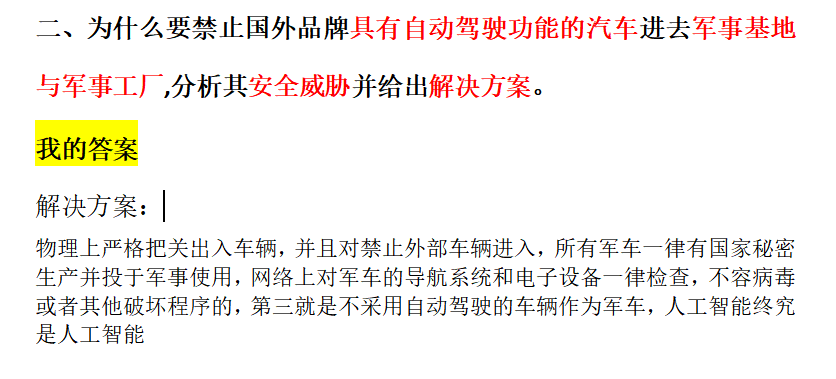 二、为什么要禁止国外品牌具有自动驾驶功能的汽车进去军事基地
与军事工厂,分析其安全威胁并给出解决方案。
我的答案
解决方案：
物理上严格把关出入车辆，并且对禁止外部车辆进入，所有军车一律有国家秘密
生产并投于军事使用，网络上对军车的导航系统和电子设备一律检查，不容病毒
或者其他破坏程序的，第三就是不采用自动驾驶的车辆作为军车，人工智能终究
是人工智能